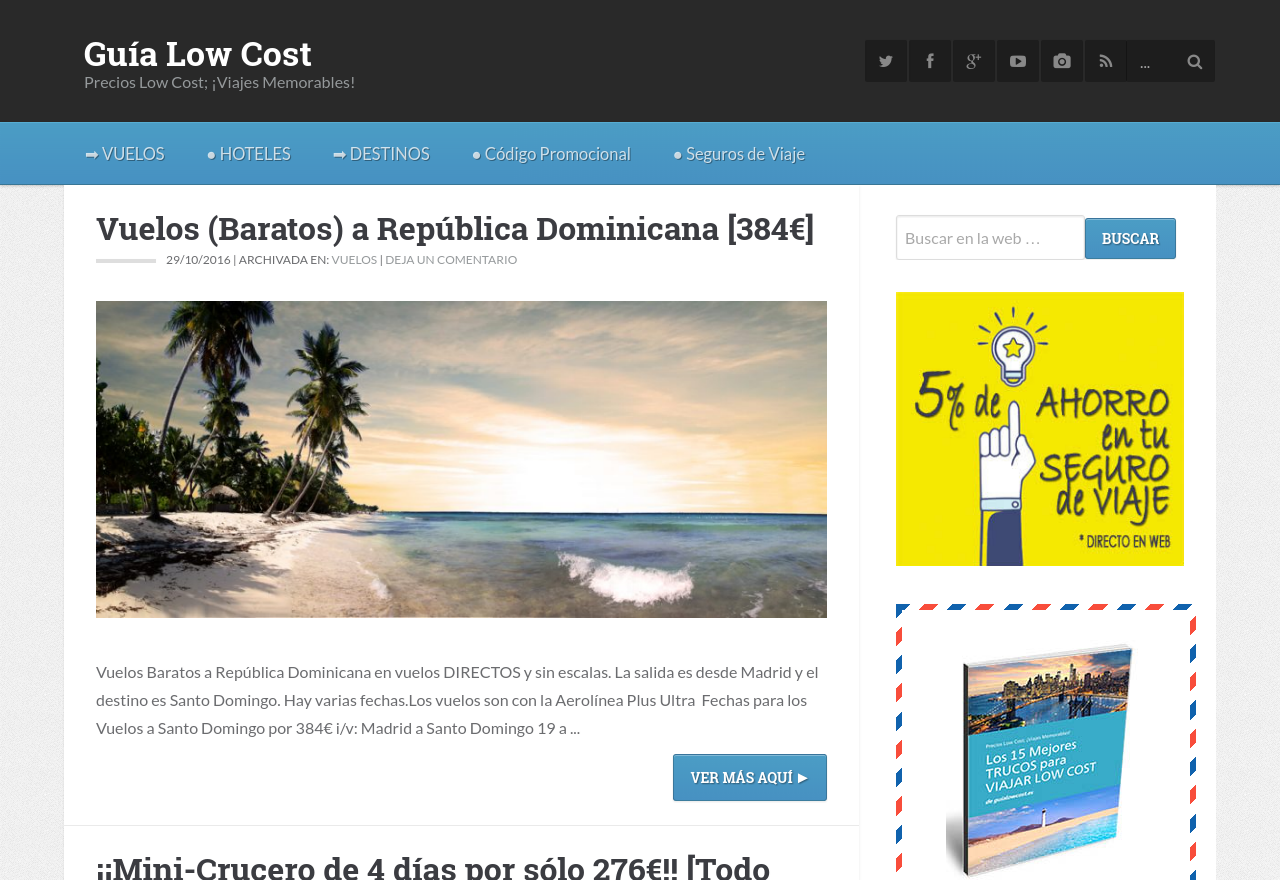 Guía Low Cost
Precios Low Cost; ¡Viajes Memorables!
...
➡ VUELOS
● HOTELES
➡ DESTINOS
● Código Promocional
● Seguros de Viaje
Vuelos (Baratos) a República Dominicana [384€]
29/10/2016 | ARCHIVADA EN: VUELOS | DEJA UN COMENTARIO
Vuelos Baratos a República Dominicana en vuelos DIRECTOS y sin escalas. La salida es desde Madrid y el
destino es Santo Domingo. Hay varias fechas.Los vuelos son con la Aerolínea Plus Ultra  Fechas para los
Vuelos a Santo Domingo por 384€ i/v: Madrid a Santo Domingo 19 a ...
VER MÁS AQUÍ ►
¡¡Mini-Crucero de 4 días por sólo 276€!! [Todo
Buscar en la web …
BUSCAR
5% de AHORRO
en tu
SEGURO
de VIAJE
* DIRECTO EN WEB
Precios Low Cost; ¡Viajes Memorables!
Los 15 Mejores
TRUCOS para
VIAJAR LOW COST
de guialowcost.es